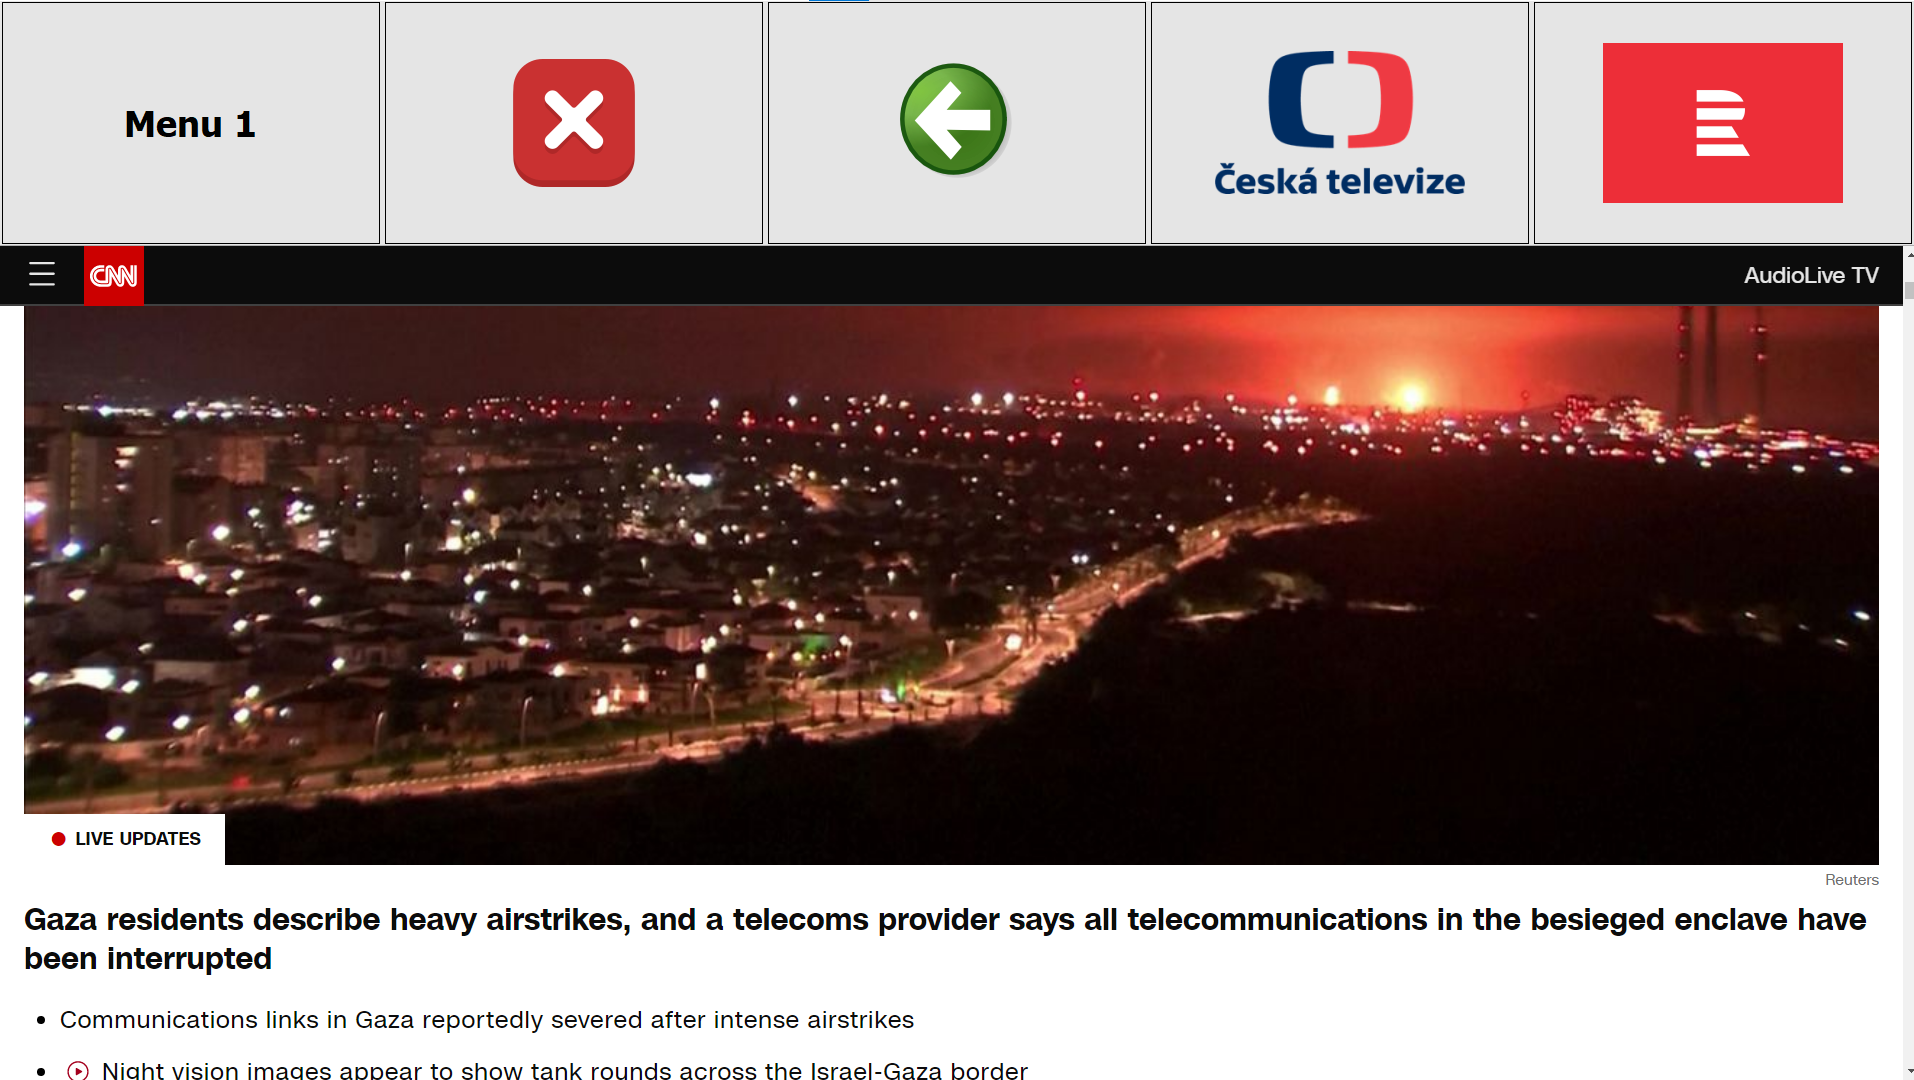 Menu 1
Česká televize
CNN
AudioLive TV
LIVE UPDATES
Reuters
Gaza residents describe heavy airstrikes, and a telecoms provider says all telecommunications in the besieged enclave have
been interrupted
Communications links in Gaza reportedly severed after intense airstrikes
Night vision images appear to show tank rounds across the Israel-Gaza border